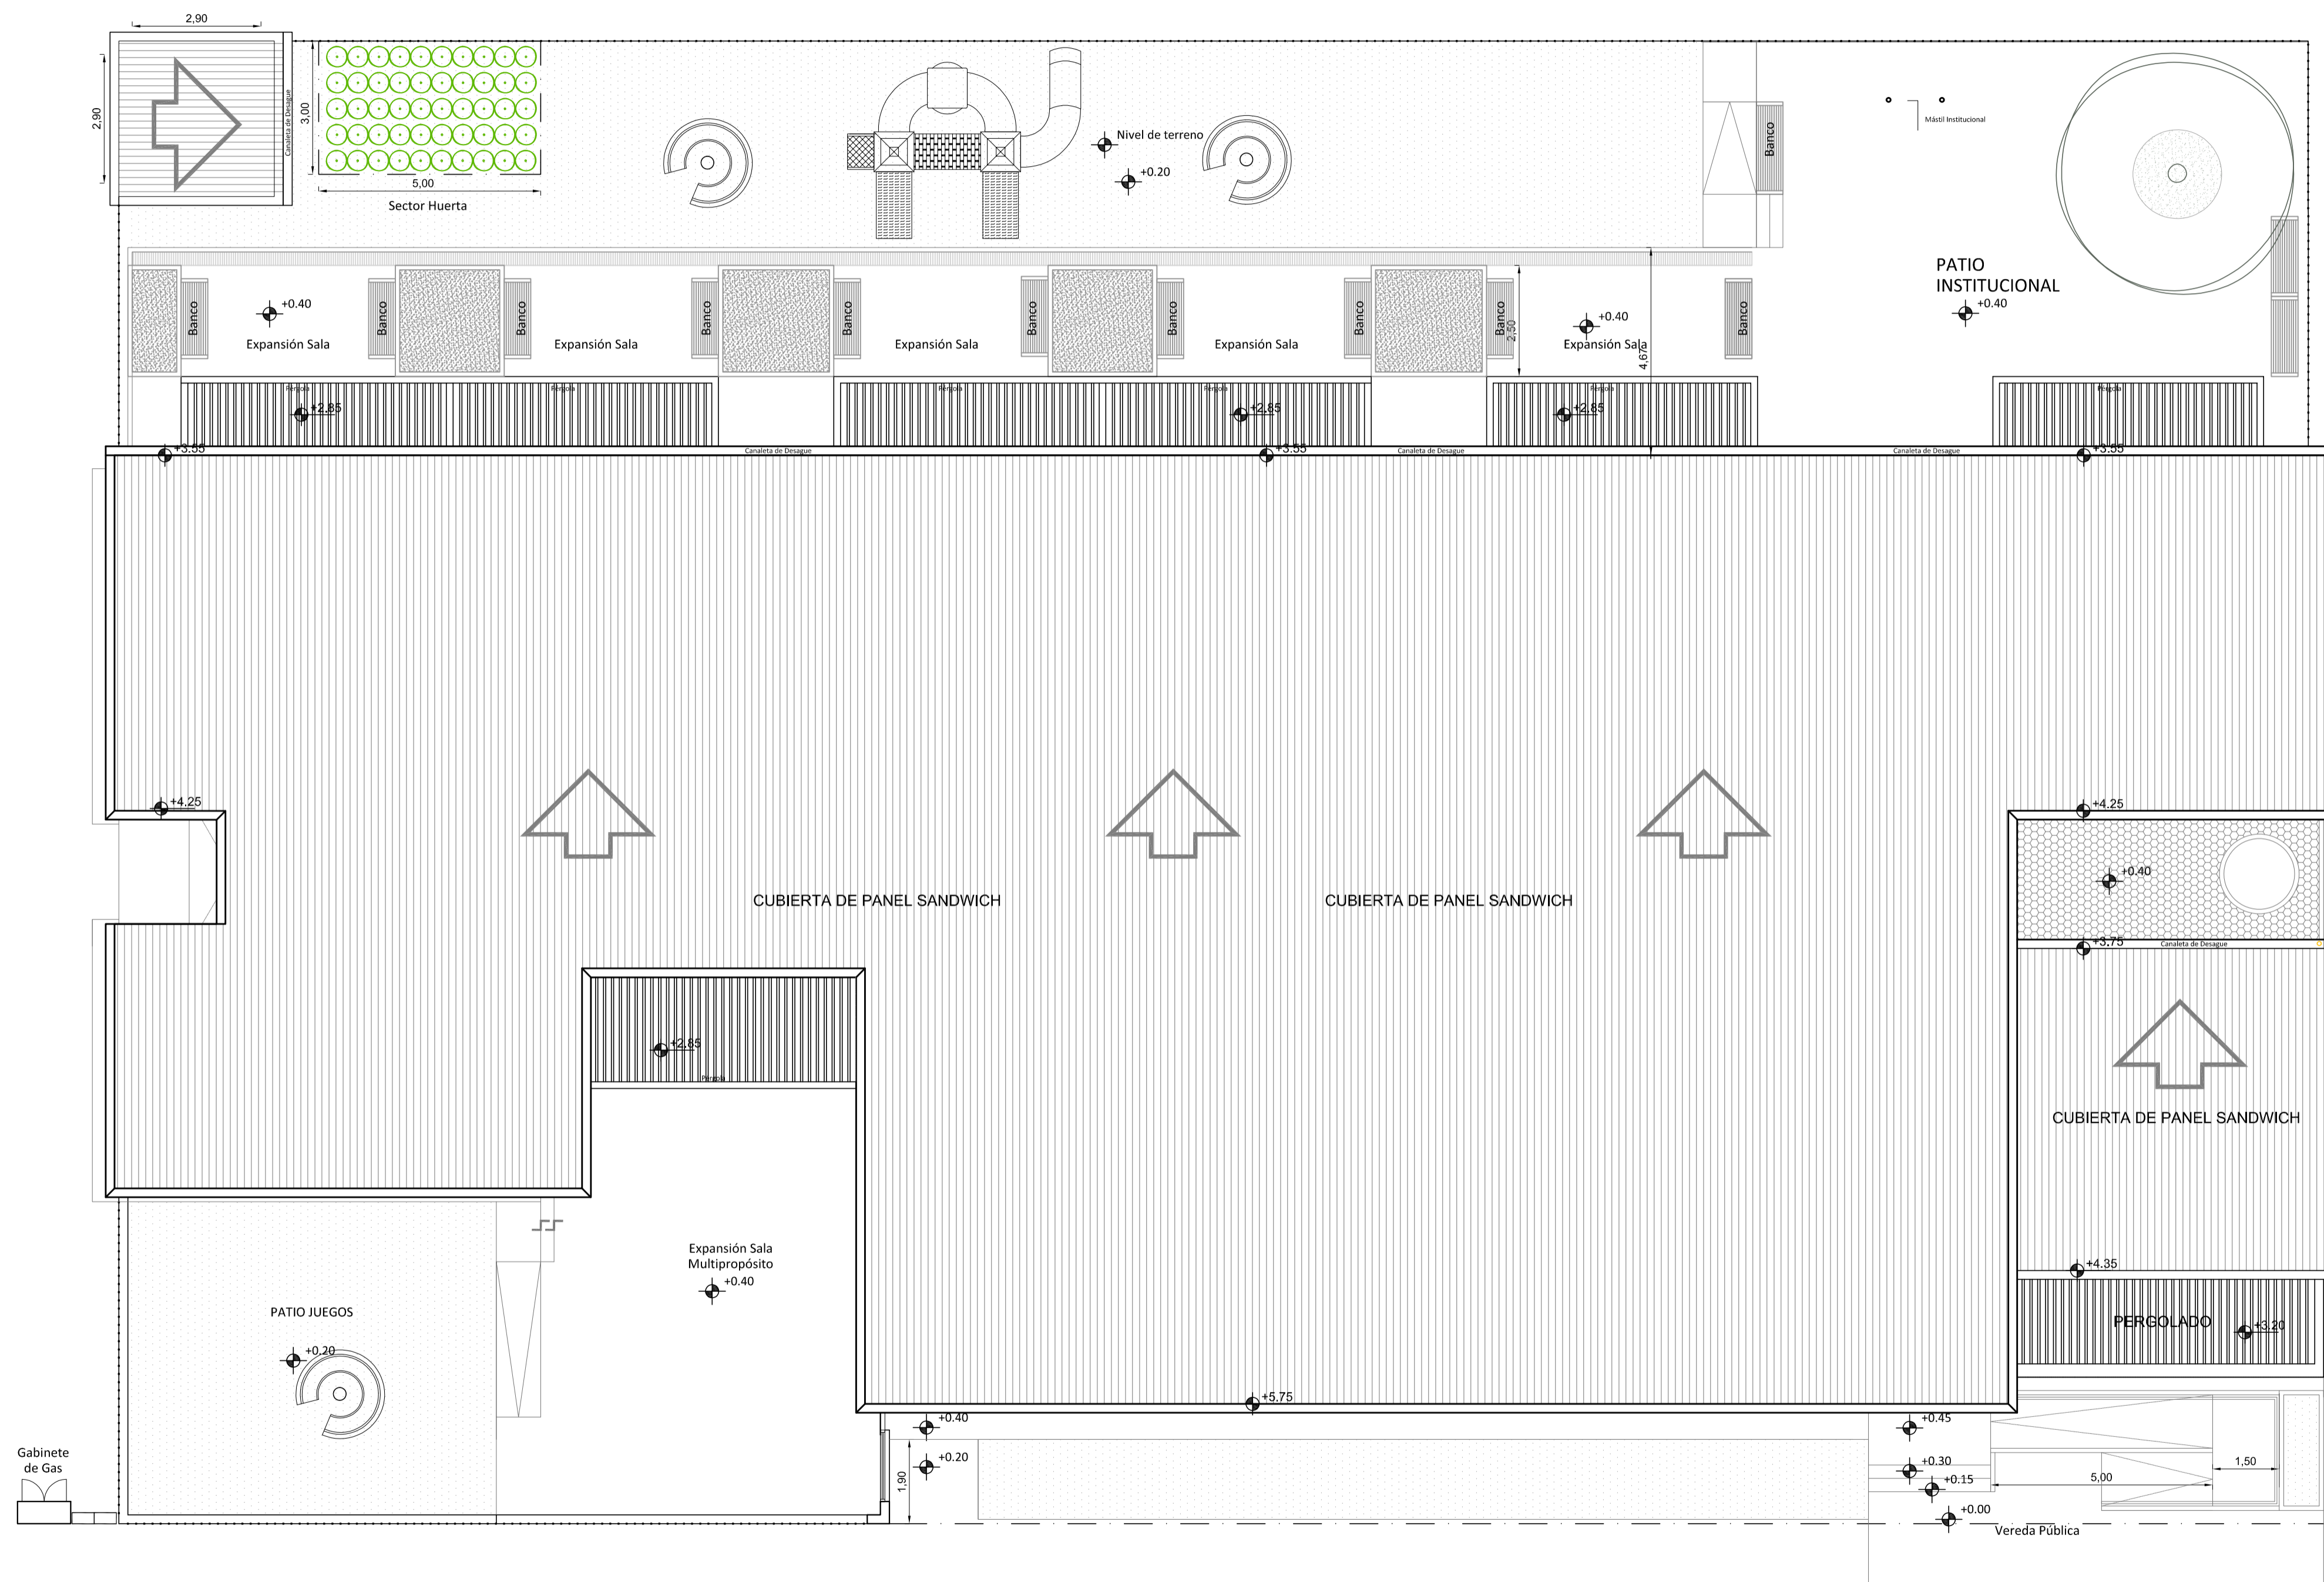 2,90
2,90
Canaleta de Desague
3,00
5,00
Sector Huerta
Nivel de terreno
+0.20
Banco
Mástil Institucional
PATIO
INSTITUCIONAL
+0.40
Banco
+0.40
Expansión Sala
Banco
Banco
Expansión Sala
Banco
Banco
Expansión Sala
Banco
Banco
Expansión Sala
Banco
Banco
2,50
+0.40
Expansión Sala
4,67
Banco
Pérgola
Pérgola
Pérgola
Pérgola
Pérgola
Pérgola
+2.85
+2.85
+2.85
+3.55
Canaleta de Desague
+3.55
Canaleta de Desague
Canaleta de Desague
+3.55
+4.25
+4.25
+0.40
CUBIERTA DE PANEL SANDWICH
CUBIERTA DE PANEL SANDWICH
+3.75
Canaleta de Desague
+2.85
Pérgola
CUBIERTA DE PANEL SANDWICH
Expansión Sala
Multipropósito
+0.40
+4.35
PATIO JUEGOS
PERGOLADO
+3.20
+0.20
+5.75
+0.40
+0.45
Gabinete
de Gas
+0.20
1,90
+0.30
+0.15
5,00
1,50
+0.00
Vereda Pública